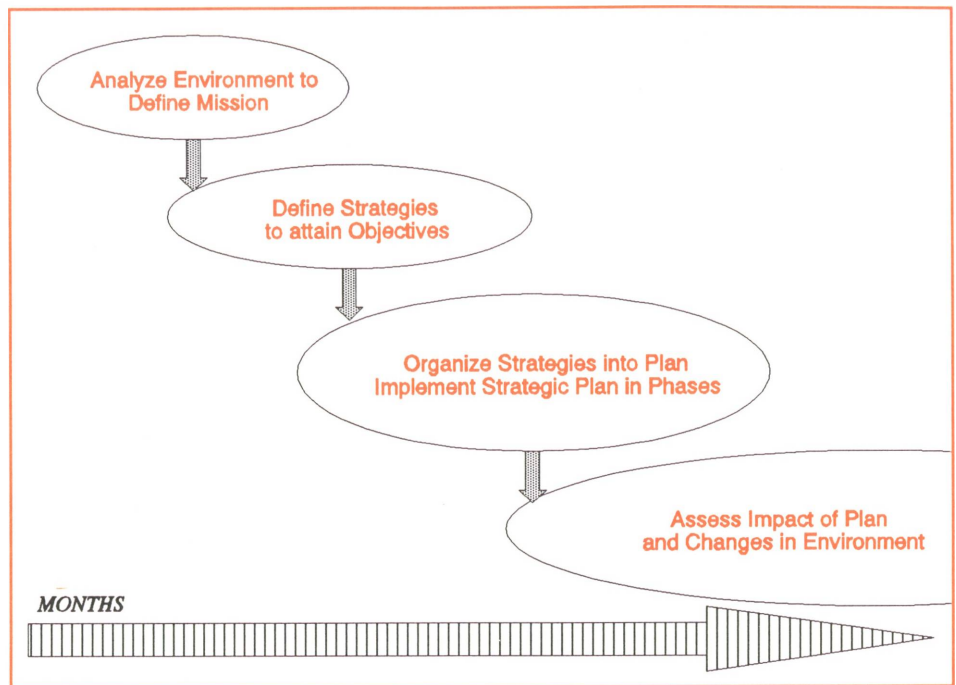 Analyze Environment to
Define Mission
Define Strategies
to attain Objectives
Organize Strategies into Plan
Implement Strategic Plan in Phases
Assess Impact of Plan
and Changes in Environment
MONTHS